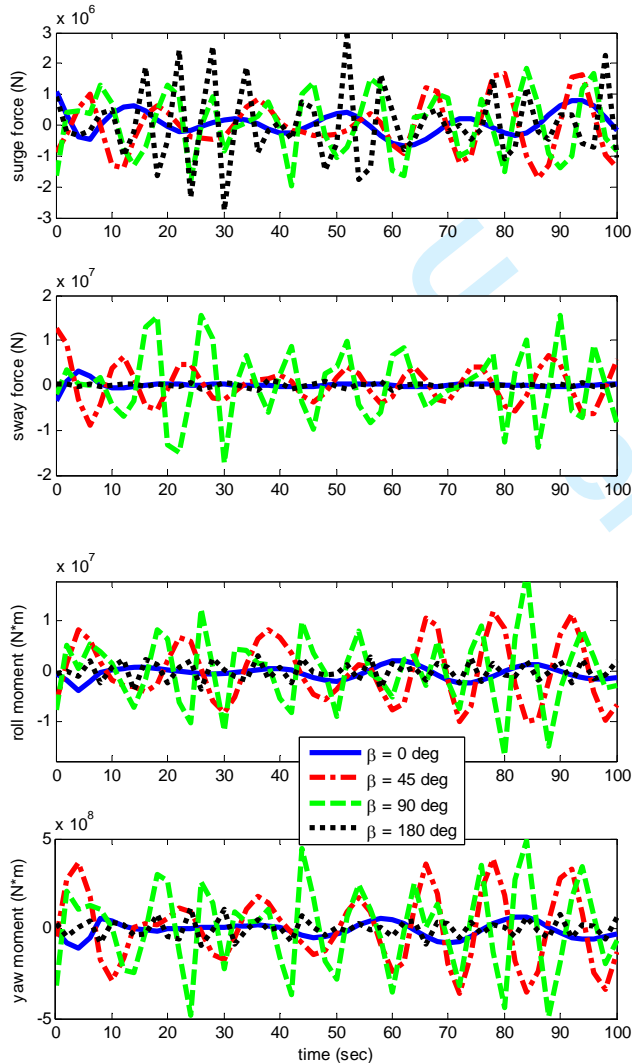 x 10^6
surge force (N)
3
2
1
0
-1
-2
-3
0 10 20 30 40 50 60 70 80 90 100
x 10^7
sway force (N)
2
1
0
-1
-2
0 10 20 30 40 50 60 70 80 90 100
x 10^7
roll moment (N*m)
1
0
-1
0 10 20 30 40 50 60 70 80 90 100
β = 0 deg
β = 45 deg
β = 90 deg
β = 180 deg
x 10^8
yaw moment (N*m)
5
0
-5
0 10 20 30 40 50 60 70 80 90 100
time (sec)